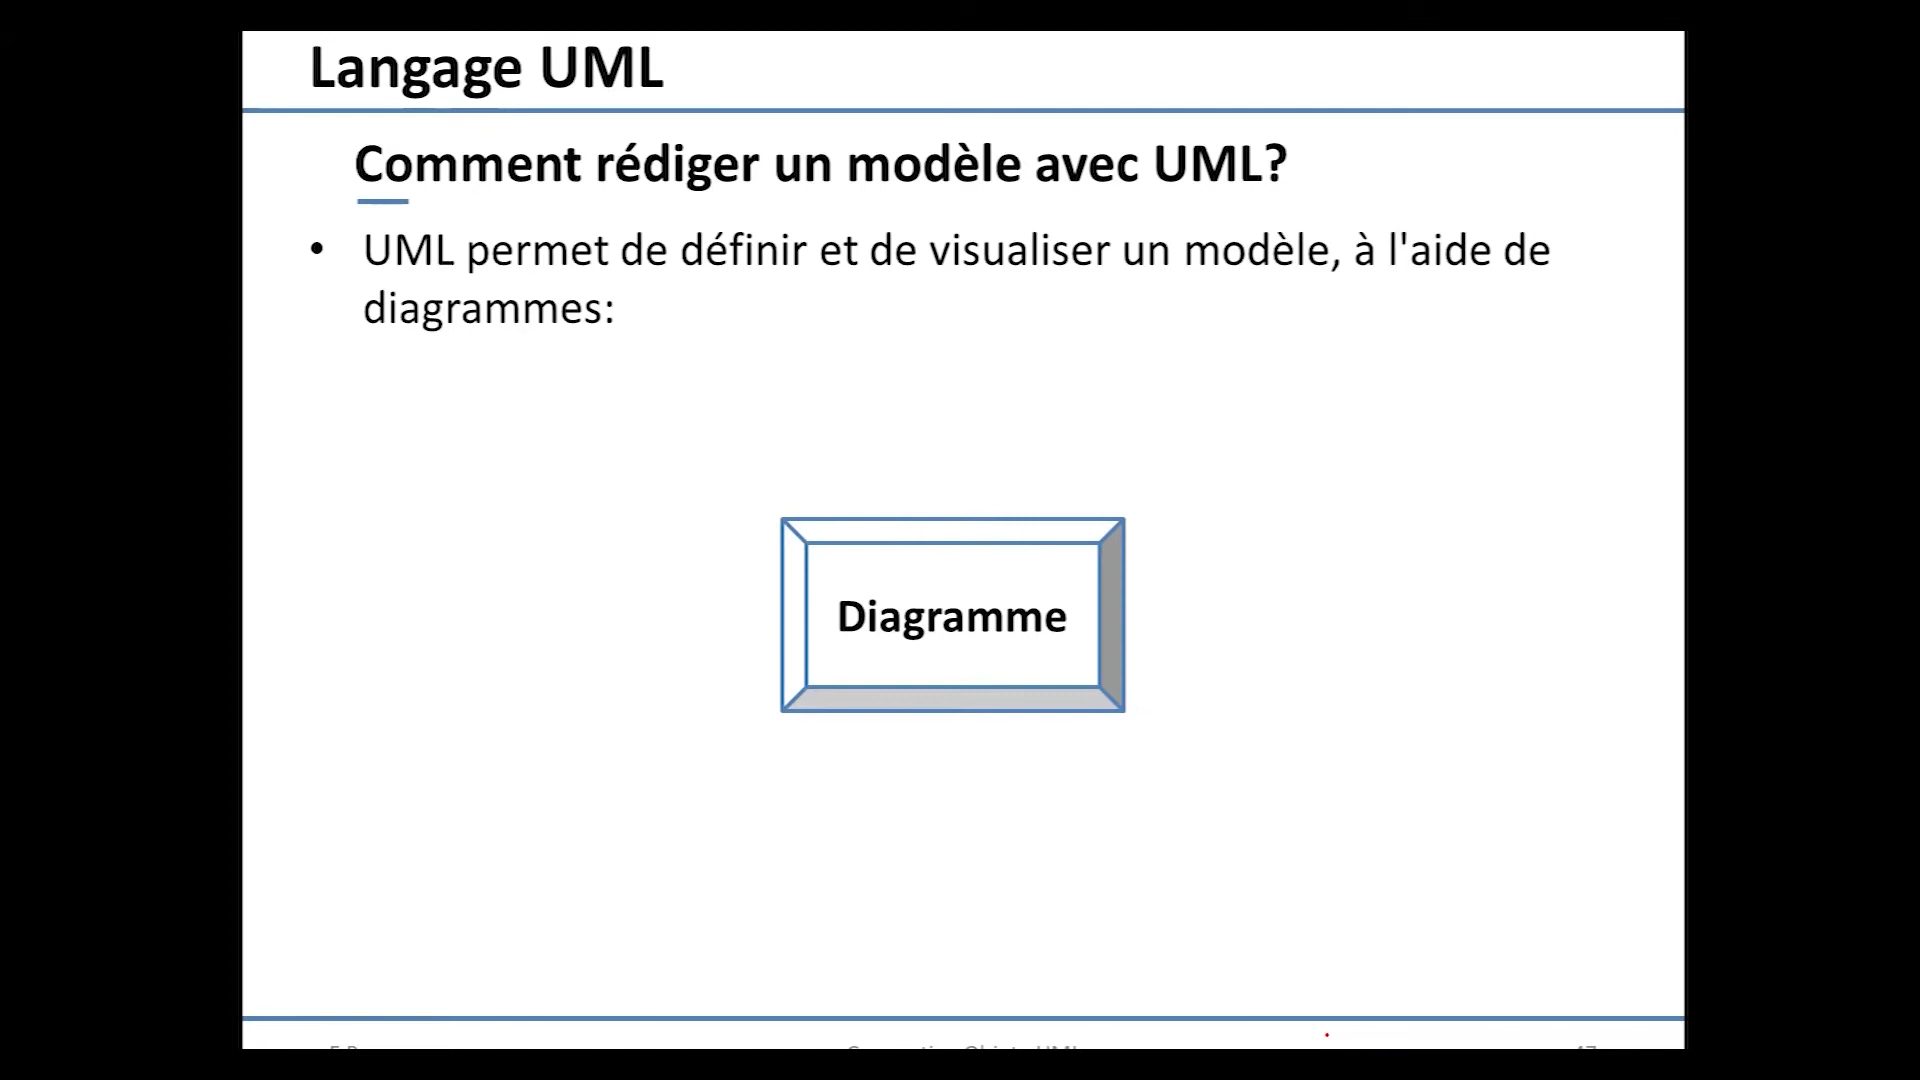 Langage UML
Comment rédiger un modèle avec UML?
• UML permet de définir et de visualiser un modèle, à l'aide de
diagrammes:
Diagramme